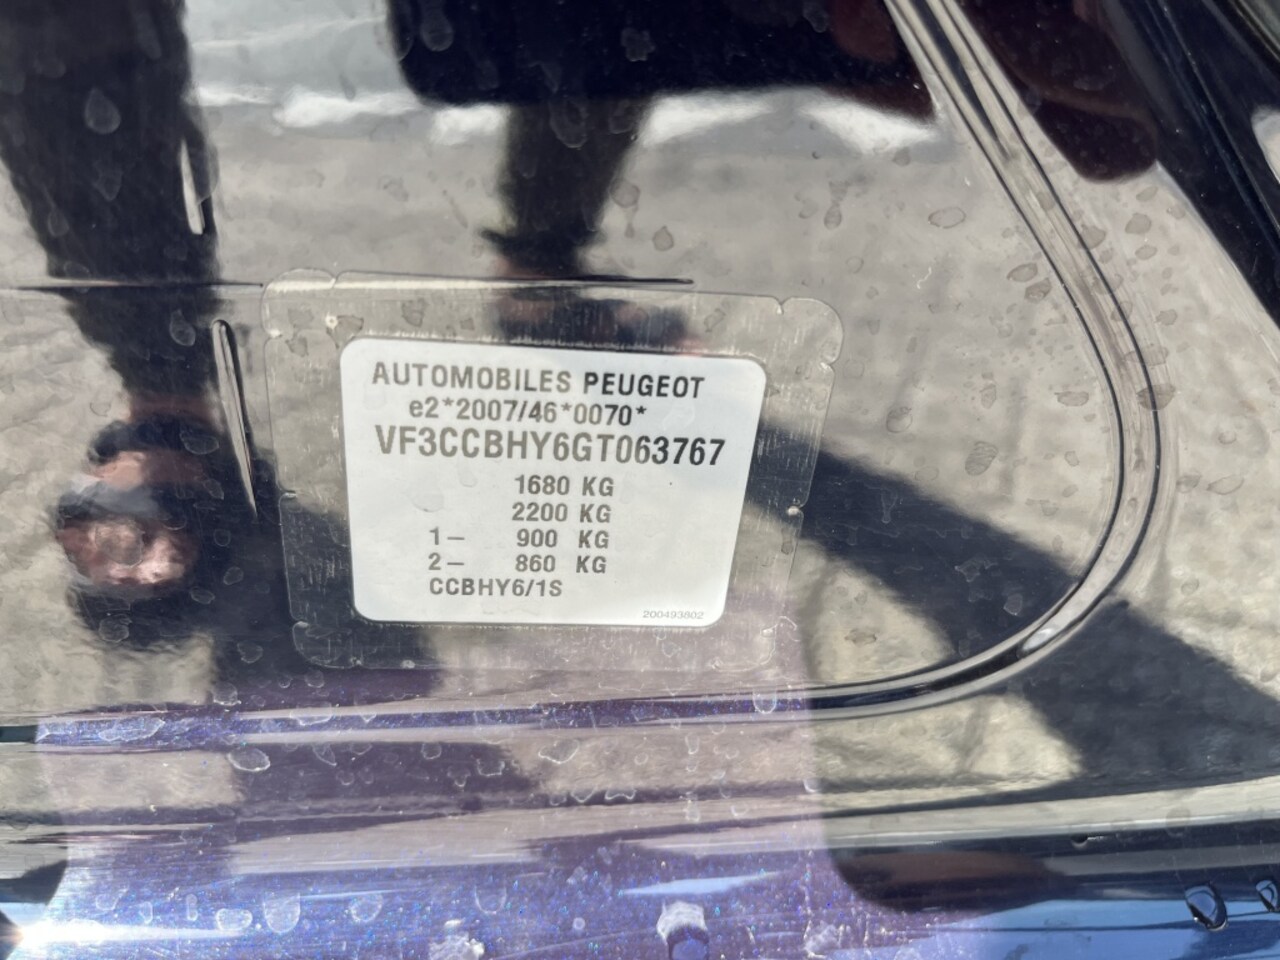 AUTOMOBILES PEUGEOT
e2*2007/46*0070*
VF3CCBHY6GT063767
1680 KG
2200 KG
1- 900 KG
2- 860 KG
CCBHY6/1S
200493802